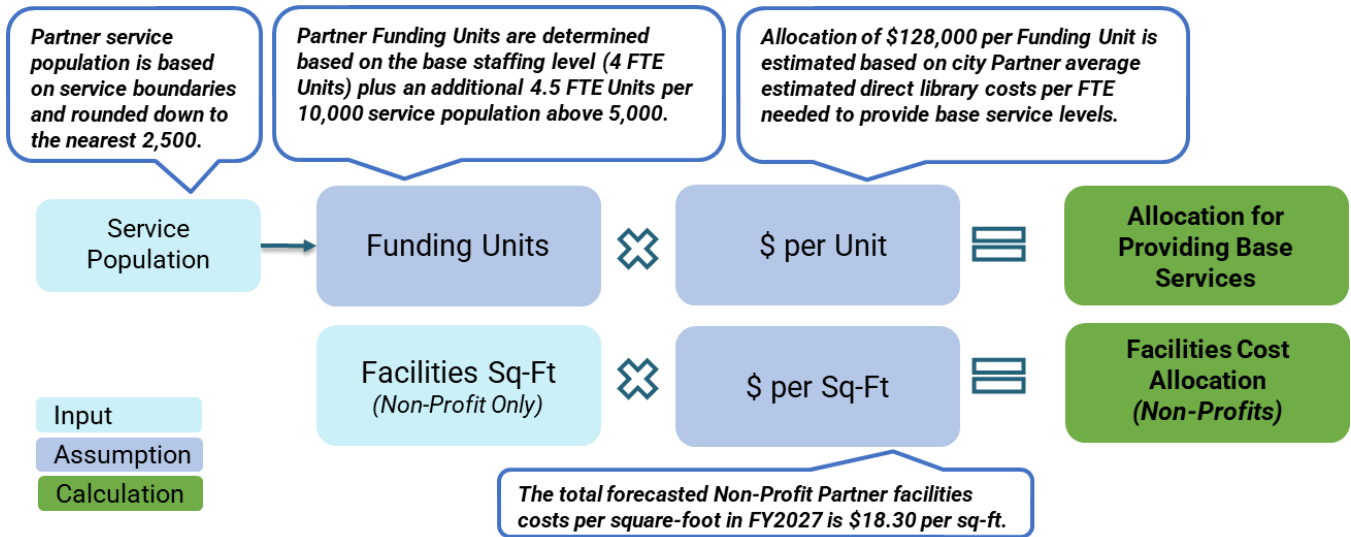 Partner service
population is based
on service boundaries
and rounded down to
the nearest 2,500.
Partner Funding Units are determined
based on the base staffing level (4 FTE
Units) plus an additional 4.5 FTE Units per
10,000 service population above 5,000.
Allocation of $128,000 per Funding Unit is
estimated based on city Partner average
estimated direct library costs per FTE
needed to provide base service levels.
Service
Population
Funding Units
$ per Unit
Allocation for
Providing Base
Services
Facilities Sq-Ft
(Non-Profit Only)
$ per Sq-Ft
Facilities Cost
Allocation
(Non-Profits)
Input
Assumption
Calculation
The total forecasted Non-Profit Partner facilities
costs per square-foot in FY2027 is $18.30 per sq-ft.